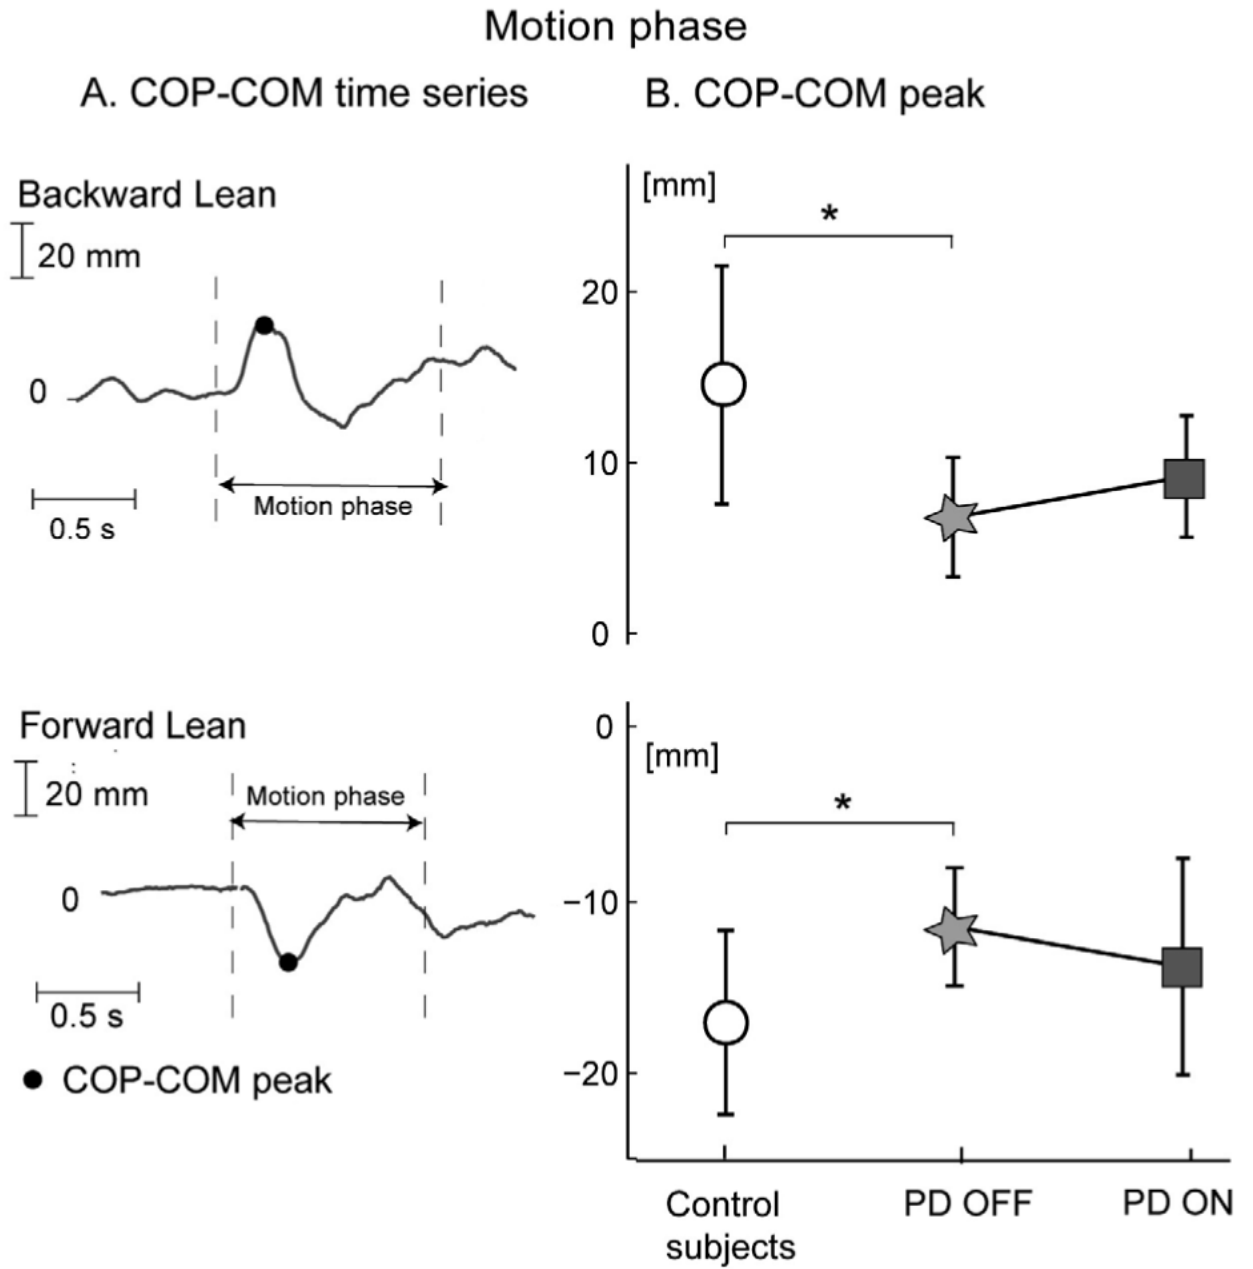 Motion phase
A. COP-COM time series
B. COP-COM peak
Backward Lean
20 mm
0
Motion phase
0.5 s
[mm]
*
20
10
0
Forward Lean
20 mm
Motion phase
0
0.5 s
● COP-COM peak
0
[mm]
*
−10
−20
Control
subjects
PD OFF
PD ON